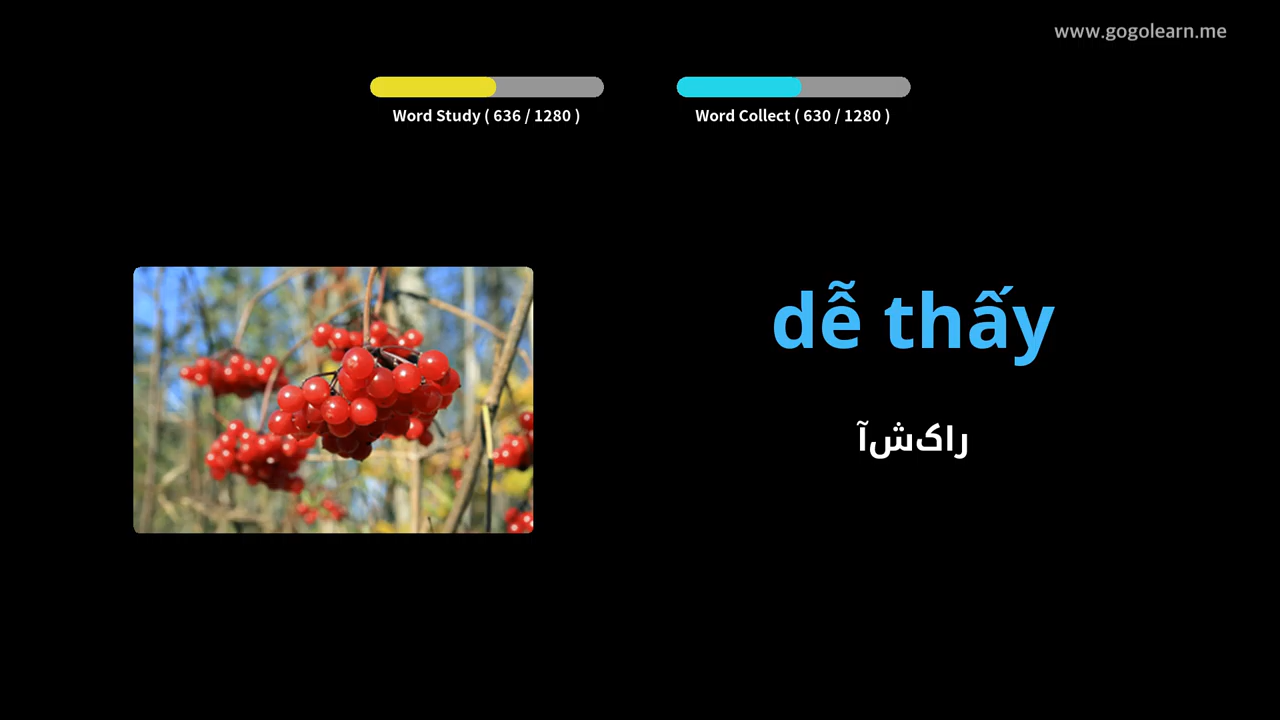 www.gogolearn.me
Word Study ( 636 / 1280 )
Word Collect ( 630 / 1280 )
dễ thấy
راکشآ